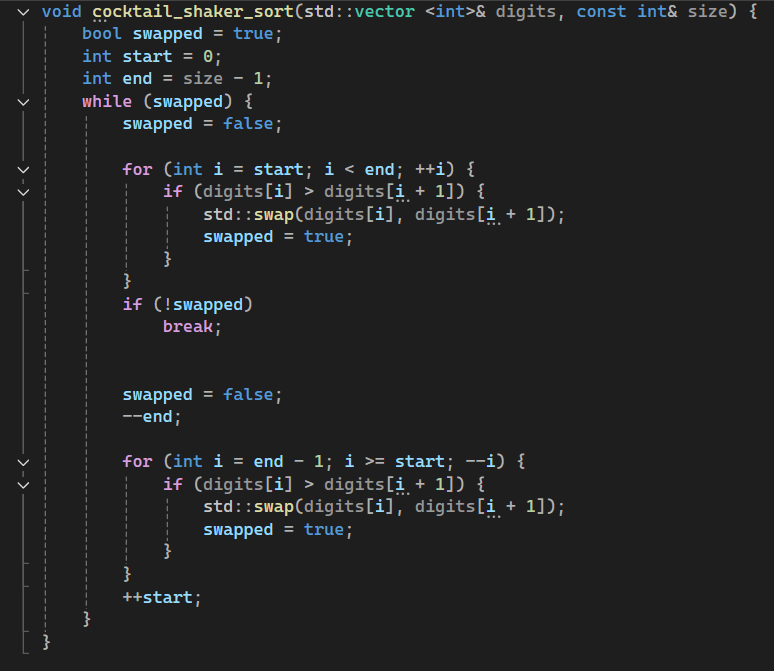 void cocktail_shaker_sort(std::vector <int>& digits, const int& size) {
    bool swapped = true;
    int start = 0;
    int end = size - 1;
    while (swapped) {
        swapped = false;

        for (int i = start; i < end; ++i) {
            if (digits[i] > digits[i + 1]) {
                std::swap(digits[i], digits[i + 1]);
                swapped = true;
            }
        }
        if (!swapped)
            break;


        swapped = false;
        --end;

        for (int i = end - 1; i >= start; --i) {
            if (digits[i] > digits[i + 1]) {
                std::swap(digits[i], digits[i + 1]);
                swapped = true;
            }
        }
        ++start;
    }
}